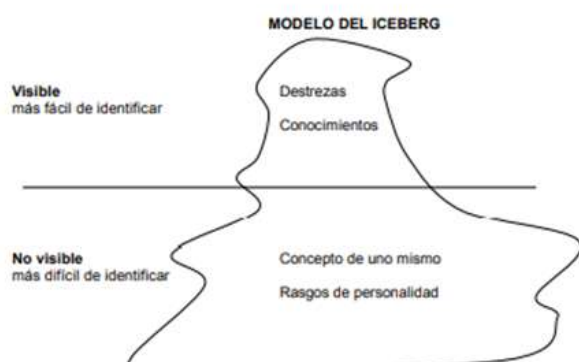 MODELO DEL ICEBERG
Visible
más fácil de identificar
Destrezas
Conocimientos
No visible
más difícil de identificar
Concepto de uno mismo
Rasgos de personalidad